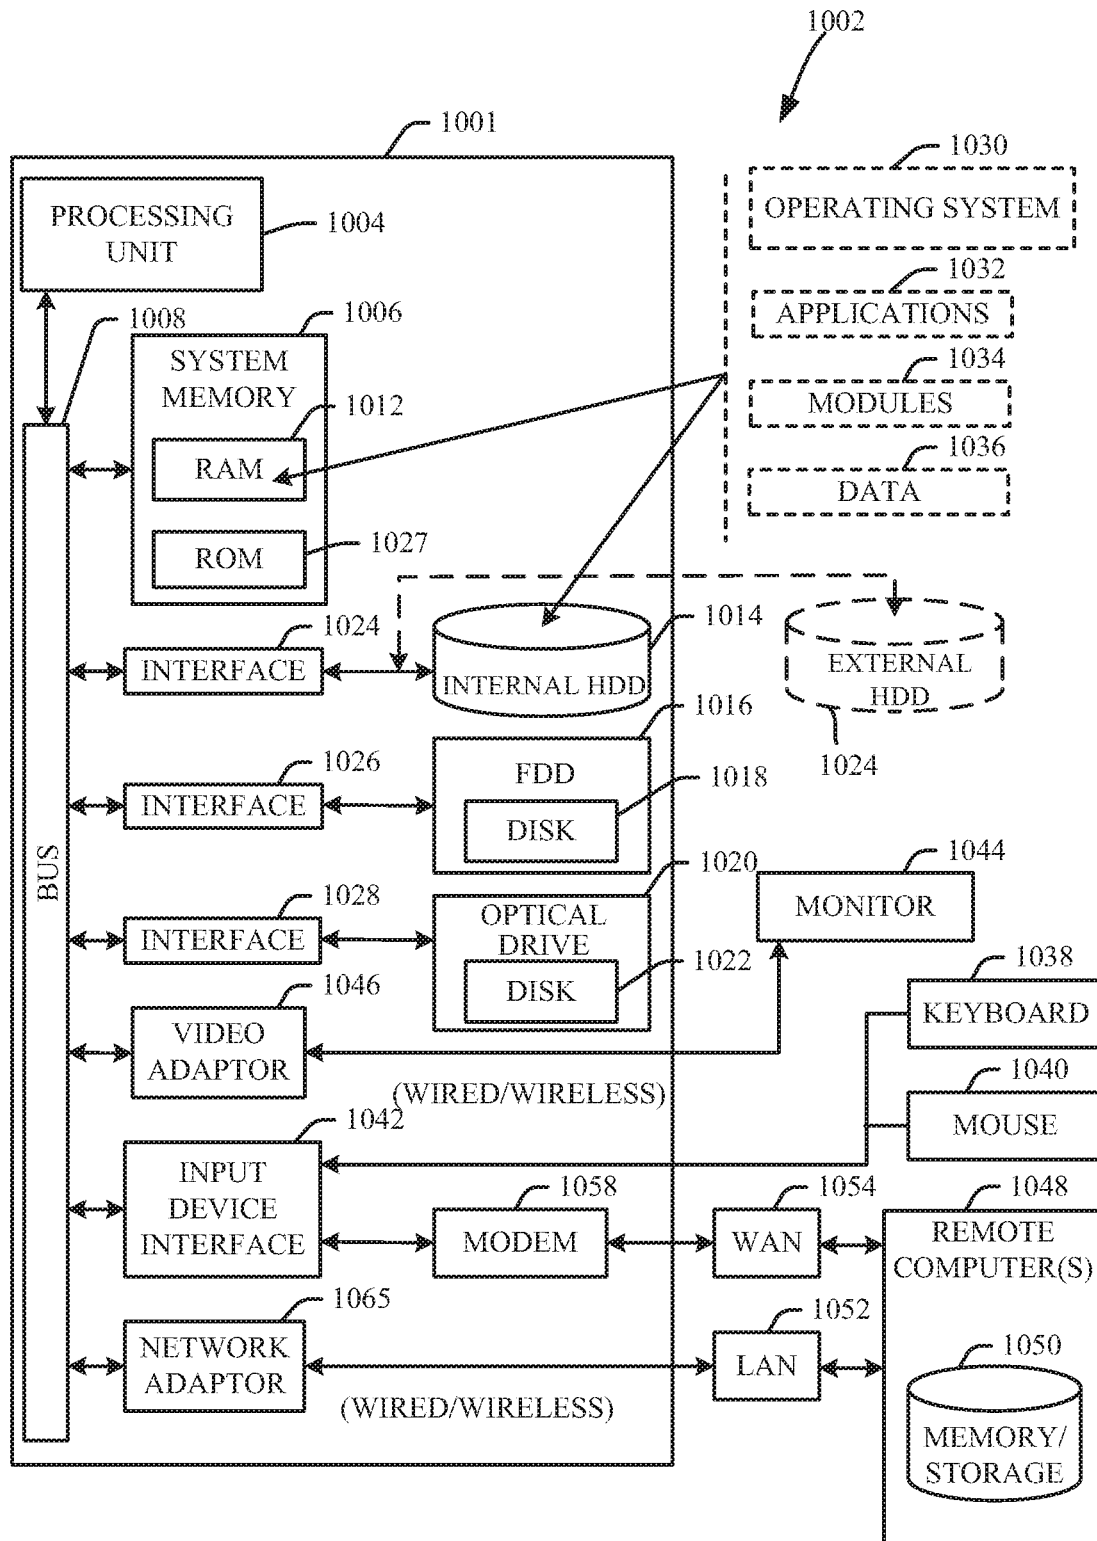 1002
1001
1030
PROCESSING
UNIT
1004
OPERATING SYSTEM
1032
APPLICATIONS
1008
1006
SYSTEM
MEMORY
1034
MODULES
1012
RAM
1036
DATA
ROM
1027
1024
INTERFACE
INTERNAL HDD
1014
EXTERNAL
HDD
1024
1016
FDD
1026
INTERFACE
1018
DISK
BUS
1020
OPTICAL
DRIVE
1028
INTERFACE
1022
DISK
1044
MONITOR
1046
VIDEO
ADAPTOR
(WIRED/WIRELESS)
1038
KEYBOARD
1040
MOUSE
1042
INPUT
DEVICE
INTERFACE
1058
MODEM
1054
WAN
1048
REMOTE
COMPUTER(S)
1065
NETWORK
ADAPTOR
(WIRED/WIRELESS)
1052
LAN
1050
MEMORY/
STORAGE